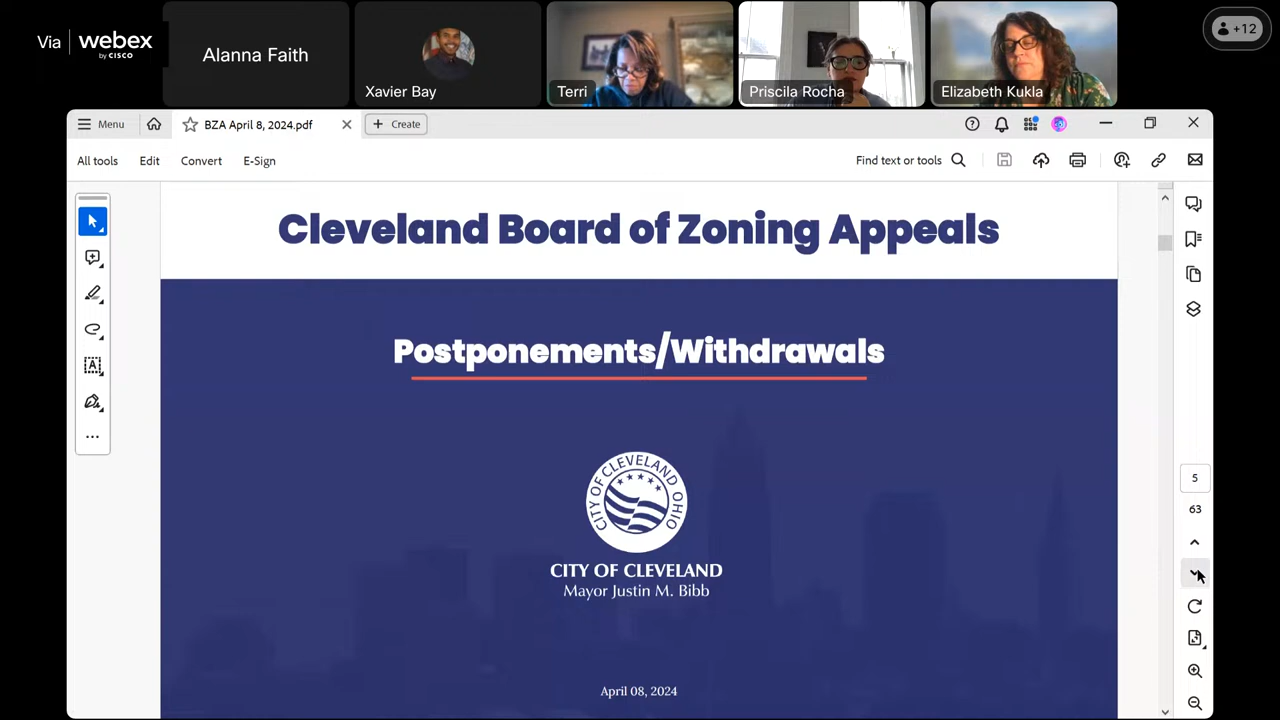 Via webex
by CISCO
Alanna Faith
Xavier Bay
Terri
Priscila Rocha
Elizabeth Kukla
+12
Menu
BZA April 8, 2024.pdf
Create
All tools
Edit
Convert
E-Sign
Find text or tools
Cleveland Board of Zoning Appeals
Postponements/Withdrawals
CITY OF CLEVELAND OHIO
CITY OF CLEVELAND
Mayor Justin M. Bibb
April 08, 2024
5
63